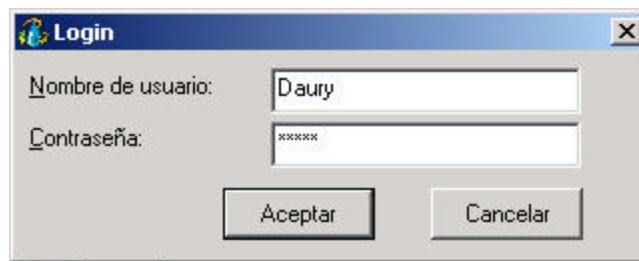 Login
Nombre de usuario: Daury
Contraseña: *****
Aceptar Cancelar